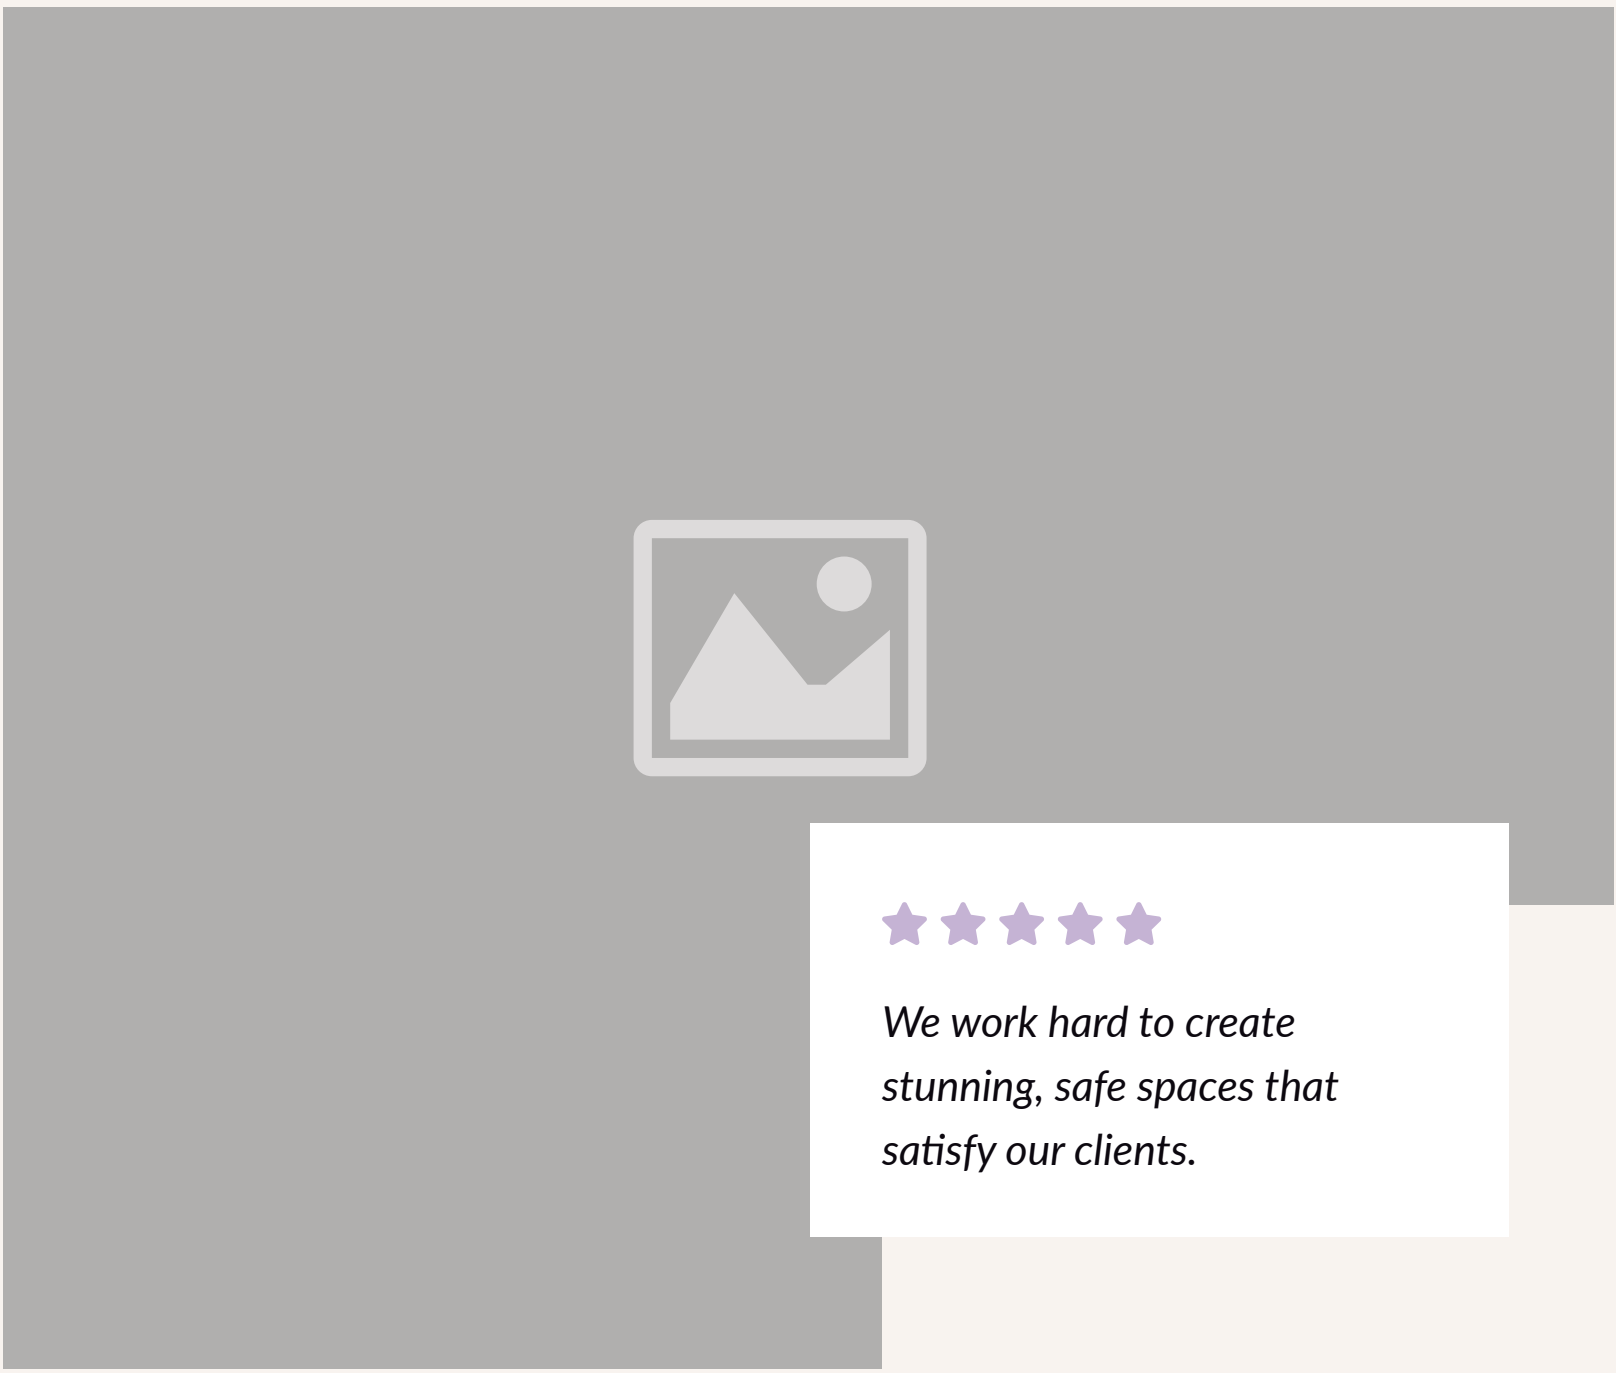 We work hard to create
stunning, safe spaces that
satisfy our clients.